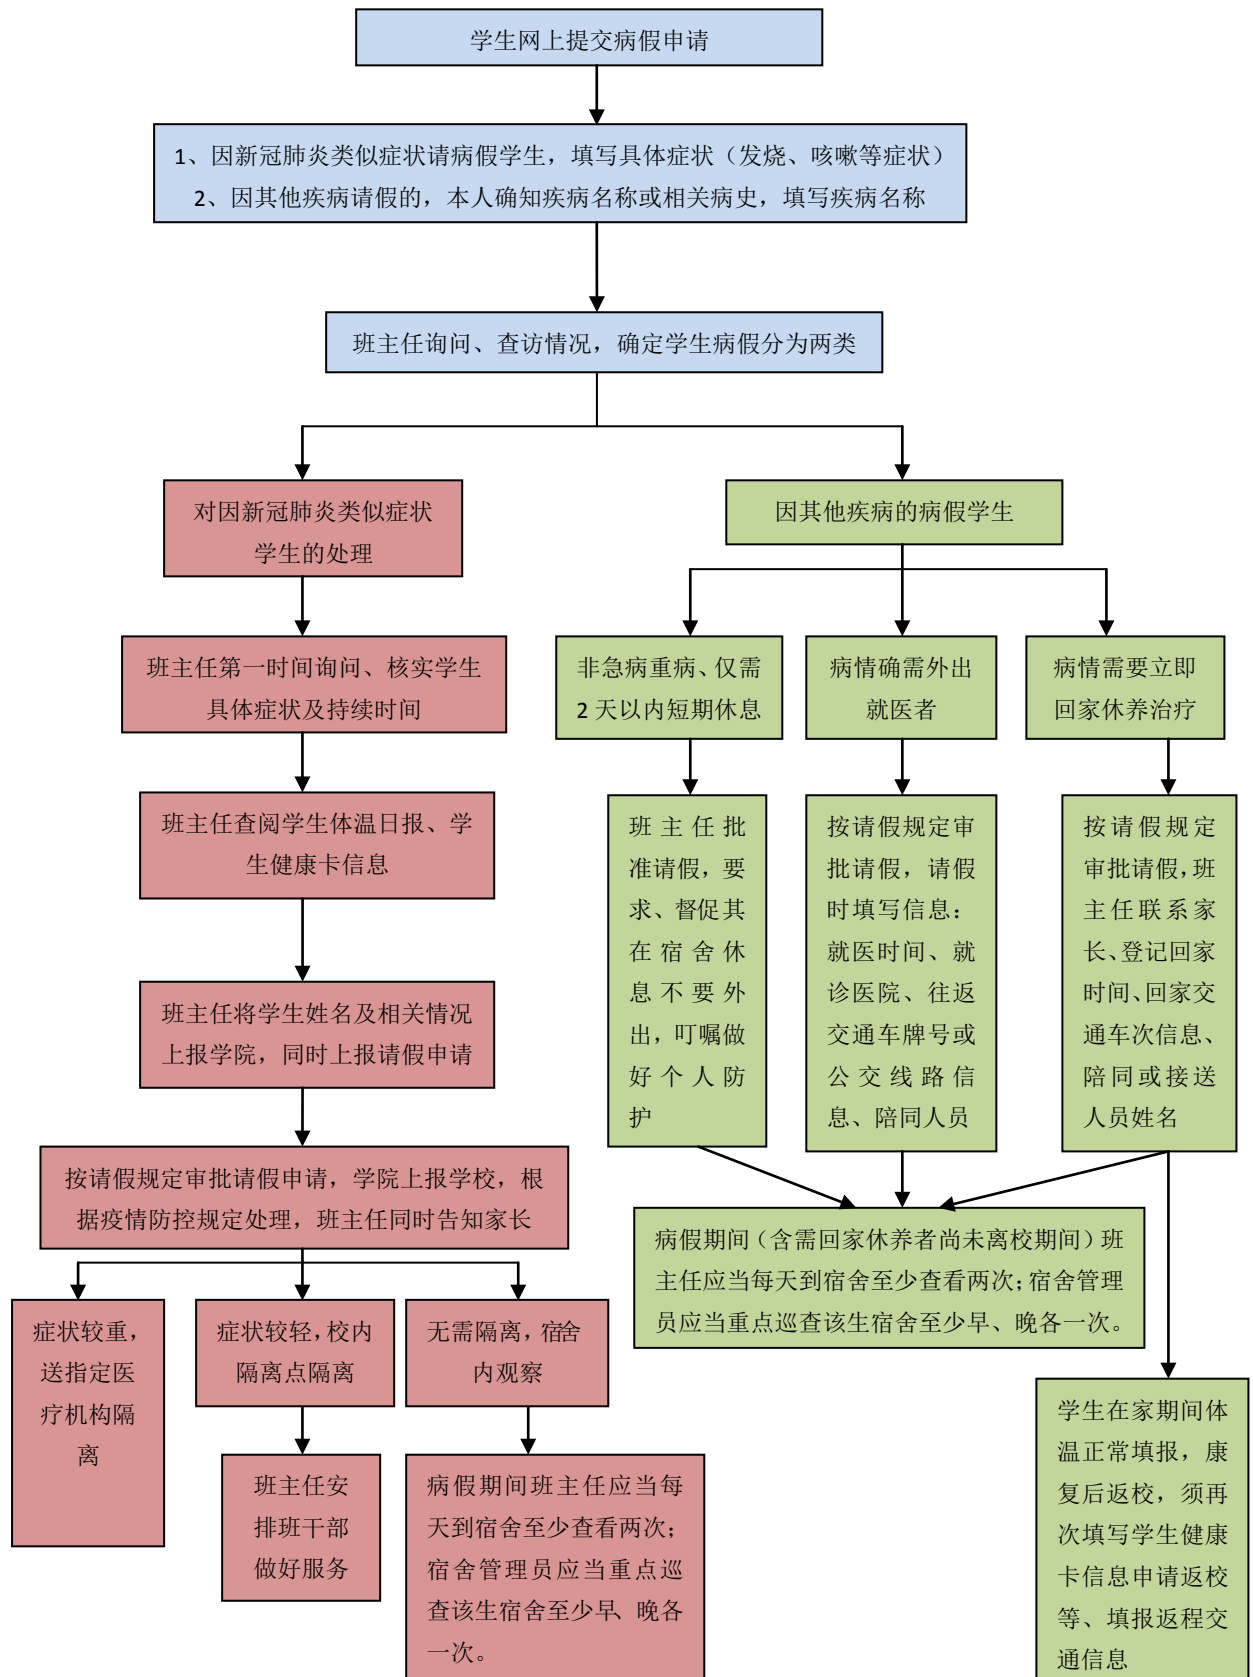 学生网上提交病假申请
1、因新冠肺炎类似症状请病假学生，填写具体症状（发烧、咳嗽等症状）
2、因其他疾病请假的，本人确知疾病名称或相关病史，填写疾病名称
班主任询问、查访情况，确定学生病假分为两类
对因新冠肺炎类似症状
学生的处理
班主任第一时间询问、核实学生
具体症状及持续时间
班主任查阅学生体温日报、学
生健康卡信息
班主任将学生姓名及相关情况
上报学院，同时上报请假申请
按请假规定审批请假申请，学院上报学校，根
据疫情防控规定处理，班主任同时告知家长
症状较重，
送指定医
疗机构隔
离
症状较轻，校内
隔离点隔离
班主任安
排班干部
做好服务
无需隔离，宿舍
内观察
病假期间班主任应当每
天到宿舍至少查看两次；
宿舍管理员应当重点巡
查该生宿舍至少早、晚各
一次。
因其他疾病的病假学生
非急病重病、仅需
2 天以内短期休息
班主任批
准请假，要
求、督促其
在宿舍休
息不要外
出，叮嘱做
好个人防
护
病情确需外出
就医者
按请假规定审
批请假，请假
时填写信息：
就医时间、就
诊医院、往返
交通车牌号或
公交线路信
息、陪同人员
病情需要立即
回家休养治疗
按请假规定
审批请假，班
主任联系家
长、登记回家
时间、回家交
通车次信息、
陪同或接送
人员姓名
病假期间（含需回家休养者尚未离校期间）班
主任应当每天到宿舍至少查看两次；宿舍管理
员应当重点巡查该生宿舍至少早、晚各一次。
学生在家期间体
温正常填报，康
复后返校，须再
次填写学生健康
卡信息申请返校
等、填报返程交
通信息